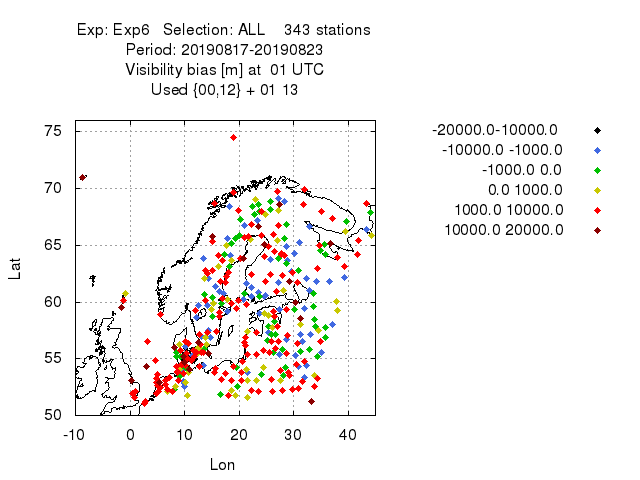 Exp: Exp6 Selection: ALL 343 stations
Period: 20190817-20190823
Visibility bias [m] at 01 UTC
Used {00,12} + 01 13
-20000.0-10000.0
-10000.0 -1000.0
-1000.0 0.0
0.0 1000.0
1000.0 10000.0
10000.0 20000.0
75
70
65
60
55
50
Lat
-10 0 10 20 30 40
Lon